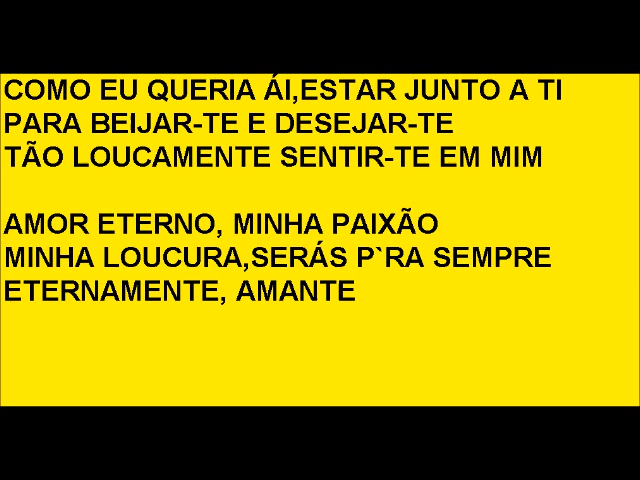 COMO EU QUERIA ÁI,ESTAR JUNTO A TI
PARA BEIJAR-TE E DESEJAR-TE
TÃO LOUCAMENTE SENTIR-TE EM MIM
AMOR ETERNO, MINHA PAIXÃO
MINHA LOUCURA,SERÁS P`RA SEMPRE
ETERNAMENTE, AMANTE